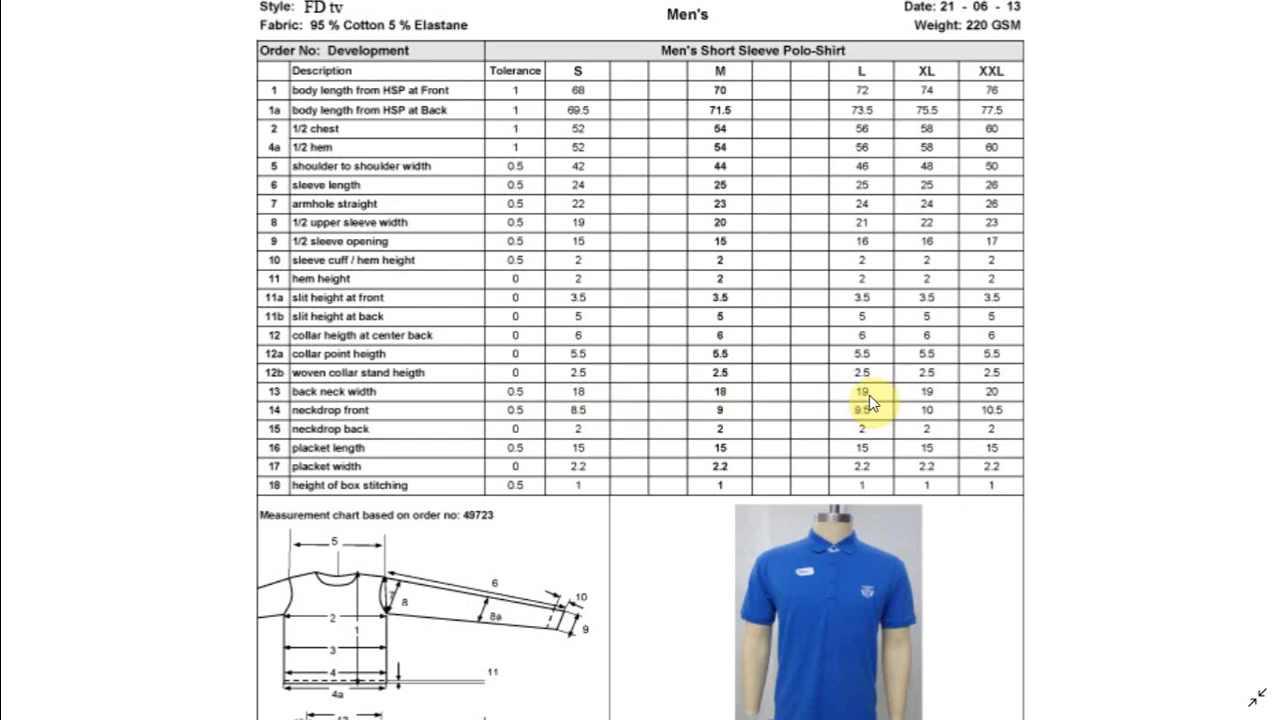 Style: FD tv
Men's
Date: 21 - 06 - 13
Fabric: 95 % Cotton 5 % Elastane
Weight: 220 GSM
Order No: Development
Men's Short Sleeve Polo-Shirt
Description Tolerance S M L XL XXL
1 body length from HSP at Front 1 68 70 72 74 76
1a body length from HSP at Back 1 69.5 71.5 73.5 75.5 77.5
2 1/2 chest 1 52 54 56 58 60
4a 1/2 hem 1 52 54 56 58 60
5 shoulder to shoulder width 0.5 42 44 46 48 50
6 sleeve length 0.5 24 25 25 25 26
7 armhole straight 0.5 22 23 24 24 26
8 1/2 upper sleeve width 0.5 19 20 21 22 23
9 1/2 sleeve opening 0.5 15 15 16 16 17
10 sleeve cuff / hem height 0.5 2 2 2 2 2
11 hem height 0 2 2 2 2 2
11a slit height at front 0 3.5 3.5 3.5 3.5 3.5
11b slit height at back 0 5 5 5 5 5
12 collar heigth at center back 0 6 6 6 6 6
12a collar point heigth 0 5.5 5.5 5.5 5.5 5.5
12b woven collar stand heigth 0 2.5 2.5 2.5 2.5 2.5
13 back neck width 0.5 18 18 19 19 20
14 neckdrop front 0.5 8.5 9 9.5 10 10.5
15 neckdrop back 0 2 2 2 2 2
16 placket length 0.5 15 15 15 15 15
17 placket width 0 2.2 2.2 2.2 2.2 2.2
18 height of box stitching 0.5 1 1 1 1 1
Measurement chart based on order no: 49723
5
6
10
8
8a
9
2
1
3
4
11
4a